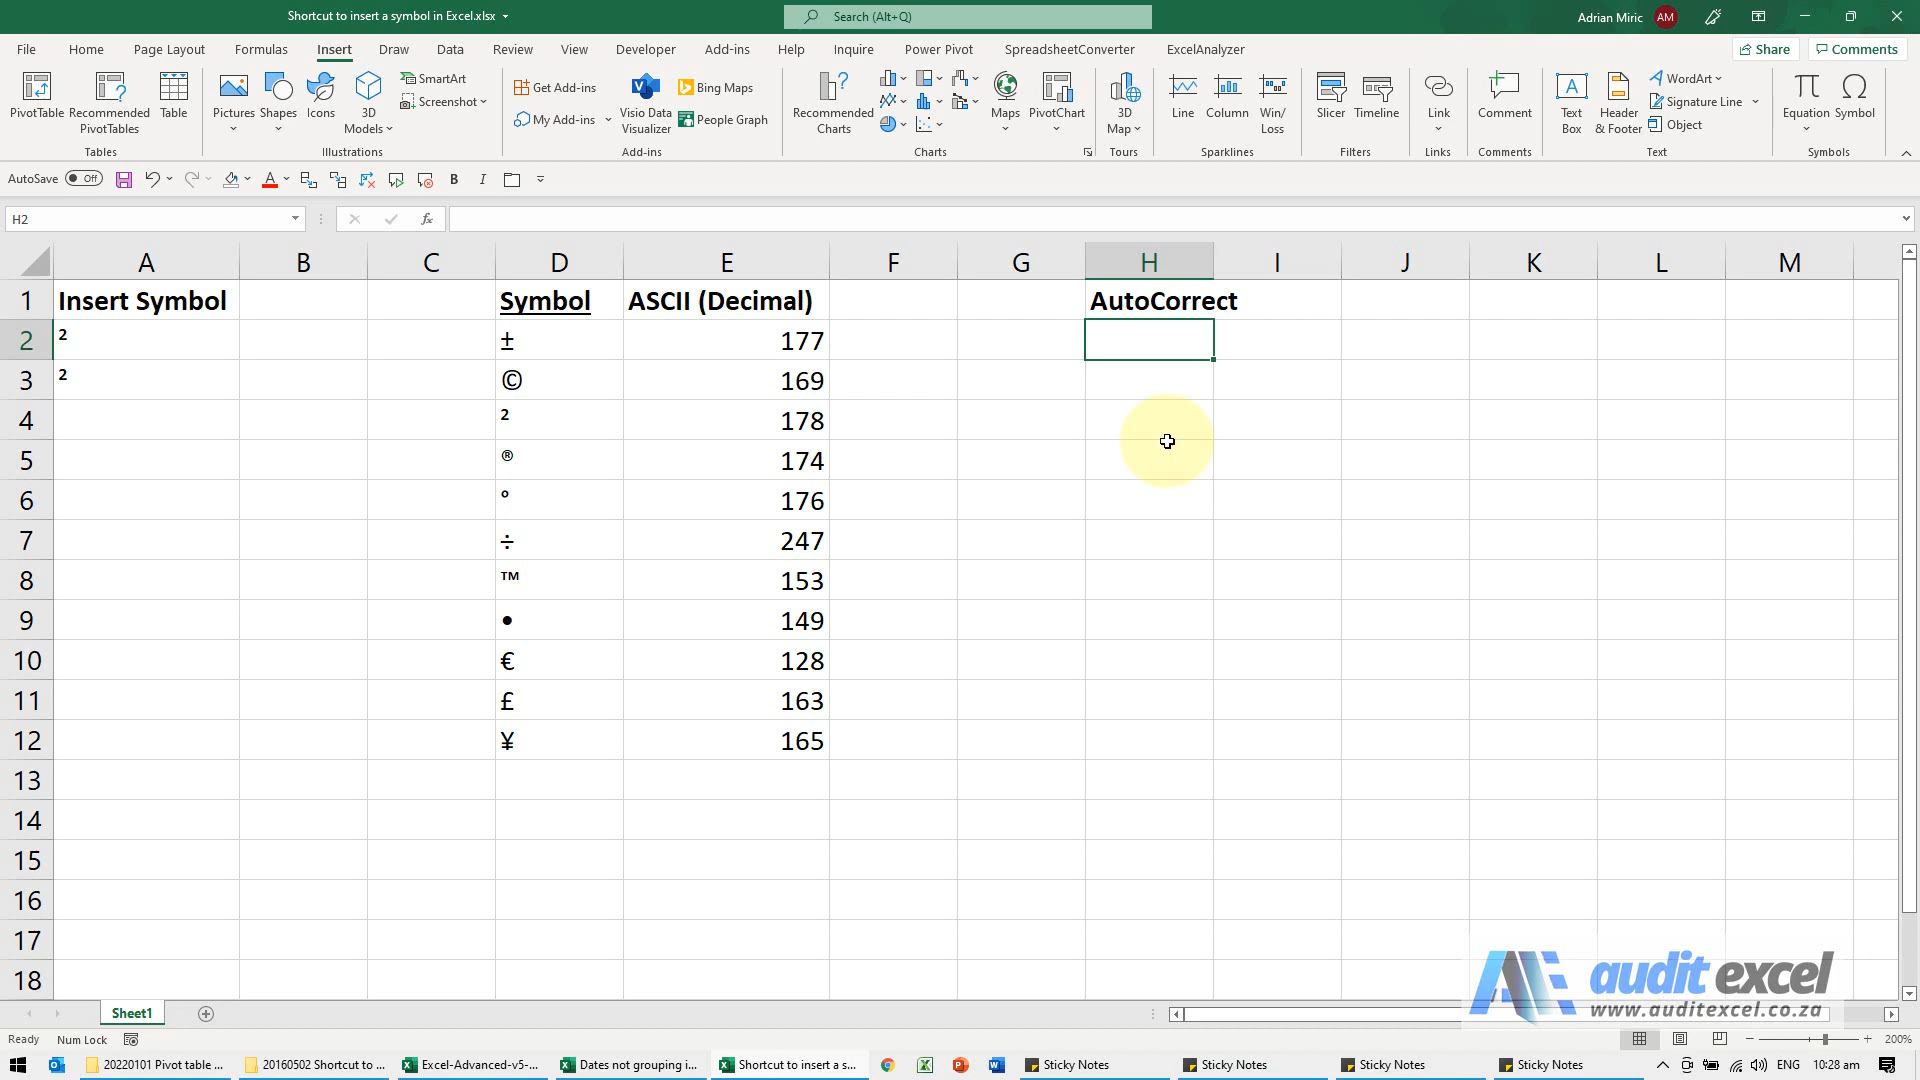 Shortcut to insert a symbol in Excel.xlsx
Search (Alt+Q)
Adrian Miric
AM
File Home Page Layout Formulas Insert Draw Data Review View Developer Add-ins Help Inquire Power Pivot SpreadsheetConverter ExcelAnalyzer
Share
Comments
PivotTable
Recommended PivotTables
Table
Tables
Pictures
Shapes
Icons
3D Models
SmartArt
Screenshot
Illustrations
Get Add-ins
My Add-ins
Visio Data Visualizer
Bing Maps
People Graph
Add-ins
Recommended Charts
Maps
PivotChart
Charts
3D Map
Tours
Line
Column
Win/ Loss
Sparklines
Slicer
Timeline
Filters
Link
Links
Comment
Comments
Text Box
Header & Footer
WordArt
Signature Line
Object
Text
Equation
Symbol
Symbols
AutoSave Off
B I
H2
fx
A B C D E F G H I J K L M
1 Insert Symbol Symbol ASCII (Decimal) AutoCorrect
2 ² ± 177
3 ² © 169
4 ² 178
5 ® 174
6 ° 176
7 ÷ 247
8 ™ 153
9 • 149
10 € 128
11 £ 163
12 ¥ 165
13
14
15
16
17
18
audit excel
www.auditexcel.co.za
Sheet1
Ready Num Lock
200%
20220101 Pivot table ...
20160502 Shortcut to ...
Excel-Advanced-v5-...
Dates not grouping i...
Shortcut to insert a s...
Sticky Notes
Sticky Notes
Sticky Notes
Sticky Notes
ENG
10:28 am